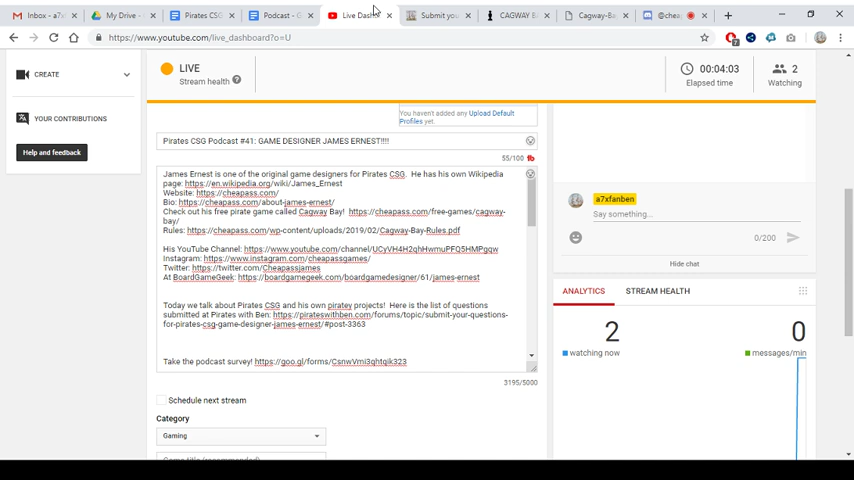 Inbox - a7x
My Drive -
Pirates CSG
Podcast - G
Live Dash
Submit you
CAGWAY B
Cagway-Bay
@cheap
https://www.youtube.com/live_dashboard?o=U
7
CREATE
YOUR CONTRIBUTIONS
Help and feedback
LIVE
Stream health
00:04:03
Elapsed time
2
Watching
You haven't added any Upload Default
Profiles yet.
Pirates CSG Podcast #41: GAME DESIGNER JAMES ERNEST!!!!
55/100
James Ernest is one of the original game designers for Pirates CSG. He has his own Wikipedia
page: https://en.wikipedia.org/wiki/James_Ernest
Website: https://cheapass.com/
Bio: https://cheapass.com/about-james-ernest/
Check out his free pirate game called Cagway Bay! https://cheapass.com/free-games/cagway-
bay/
Rules: https://cheapass.com/wp-content/uploads/2019/02/Cagway-Bay-Rules.pdf
His YouTube Channel: https://www.youtube.com/channel/UCyVH4H2qhHwmuPFQ5HMPgqw
Instagram: https://www.instagram.com/cheapassgames/
Twitter: https://twitter.com/Cheapassjames
At BoardGameGeek: https://boardgamegeek.com/boardgamedesigner/61/james-ernest
Today we talk about Pirates CSG and his own piratey projects! Here is the list of questions
submitted at Pirates with Ben: https://pirateswithben.com/forums/topic/submit-your-questions-
for-pirates-csg-game-designer-james-ernest/#post-3363
Take the podcast survey! https://goo.gl/forms/CsnwVmi3qhtqik323
3195/5000
Schedule next stream
Category
Gaming
Game title (recommended)
a7xfanben
Say something...
0/200
Hide chat
ANALYTICS
STREAM HEALTH
2
watching now
0
messages/min